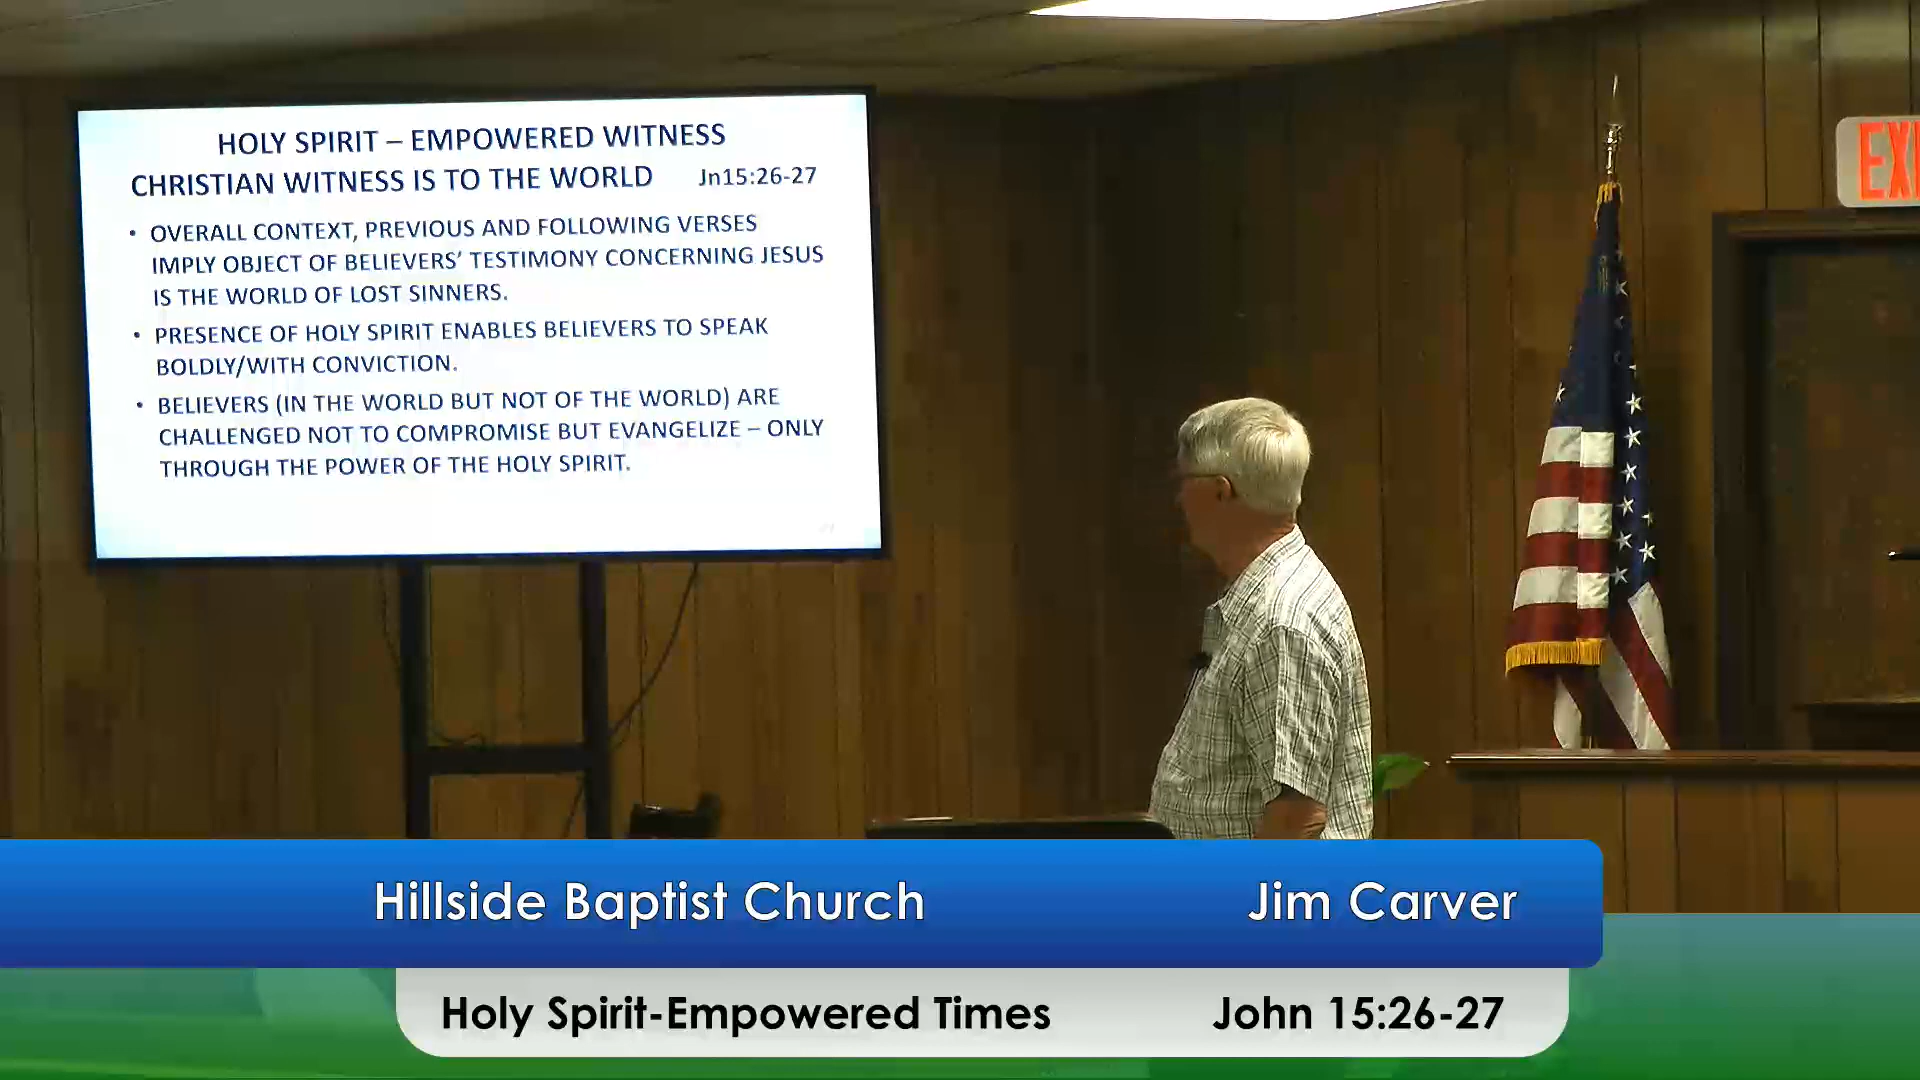 HOLY SPIRIT – EMPOWERED WITNESS
CHRISTIAN WITNESS IS TO THE WORLD Jn15:26-27
• OVERALL CONTEXT, PREVIOUS AND FOLLOWING VERSES
IMPLY OBJECT OF BELIEVERS’ TESTIMONY CONCERNING JESUS
IS THE WORLD OF LOST SINNERS.
• PRESENCE OF HOLY SPIRIT ENABLES BELIEVERS TO SPEAK
BOLDLY/WITH CONVICTION.
• BELIEVERS (IN THE WORLD BUT NOT OF THE WORLD) ARE
CHALLENGED NOT TO COMPROMISE BUT EVANGELIZE – ONLY
THROUGH THE POWER OF THE HOLY SPIRIT.
EXI
Hillside Baptist Church Jim Carver
Holy Spirit-Empowered Times John 15:26-27